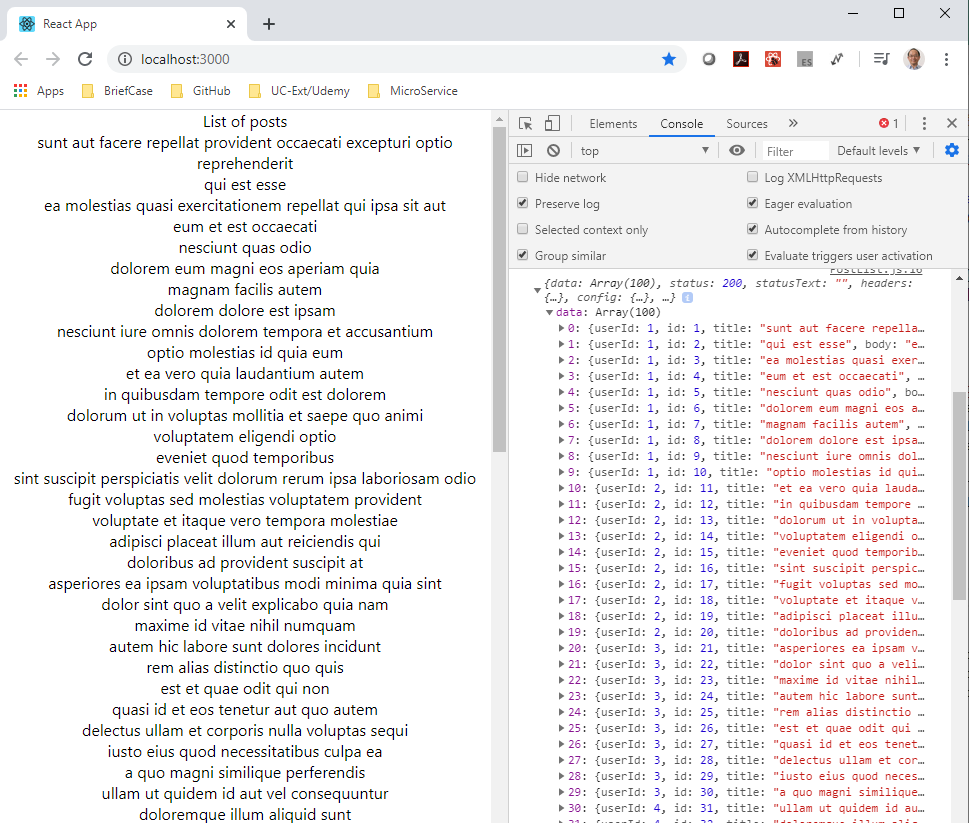 React App
localhost:3000
Apps
BriefCase
GitHub
UC-Ext/Udemy
MicroService
List of posts
sunt aut facere repellat provident occaecati excepturi optio
reprehenderit
qui est esse
ea molestias quasi exercitationem repellat qui ipsa sit aut
eum et est occaecati
nesciunt quas odio
dolorem eum magni eos aperiam quia
magnam facilis autem
dolorem dolore est ipsam
nesciunt iure omnis dolorem tempora et accusantium
optio molestias id quia eum
et ea vero quia laudantium autem
in quibusdam tempore odit est dolorem
dolorum ut in voluptas mollitia et saepe quo animi
voluptatem eligendi optio
eveniet quod temporibus
sint suscipit perspiciatis velit dolorum rerum ipsa laboriosam odio
fugit voluptas sed molestias voluptatem provident
voluptate et itaque vero tempora molestiae
adipisci placeat illum aut reiciendis qui
doloribus ad provident suscipit at
asperiores ea ipsam voluptatibus modi minima quia sint
dolor sint quo a velit explicabo quia nam
maxime id vitae nihil numquam
autem hic labore sunt dolores incidunt
rem alias distinctio quo quis
est et quae odit qui non
quasi id et eos tenetur aut quo autem
delectus ullam et corporis nulla voluptas sequi
iusto eius quod necessitatibus culpa ea
a quo magni similique perferendis
ullam ut quidem id aut vel consequuntur
doloremque illum aliquid sunt
Elements Console Sources » 1
top Filter Default levels
Hide network Log XMLHttpRequests
Preserve log Eager evaluation
Selected context only Autocomplete from history
Group similar Evaluate triggers user activation
PostList.js:16
{data: Array(100), status: 200, statusText: "", headers:
{…}, config: {…}, …}
data: Array(100)
0: {userId: 1, id: 1, title: "sunt aut facere repella…
1: {userId: 1, id: 2, title: "qui est esse", body: "e…
2: {userId: 1, id: 3, title: "ea molestias quasi exer…
3: {userId: 1, id: 4, title: "eum et est occaecati", …
4: {userId: 1, id: 5, title: "nesciunt quas odio", bo…
5: {userId: 1, id: 6, title: "dolorem eum magni eos a…
6: {userId: 1, id: 7, title: "magnam facilis autem", …
7: {userId: 1, id: 8, title: "dolorem dolore est ipsa…
8: {userId: 1, id: 9, title: "nesciunt iure omnis dol…
9: {userId: 1, id: 10, title: "optio molestias id qui…
10: {userId: 2, id: 11, title: "et ea vero quia lauda…
11: {userId: 2, id: 12, title: "in quibusdam tempore …
12: {userId: 2, id: 13, title: "dolorum ut in volupta…
13: {userId: 2, id: 14, title: "voluptatem eligendi o…
14: {userId: 2, id: 15, title: "eveniet quod temporib…
15: {userId: 2, id: 16, title: "sint suscipit perspic…
16: {userId: 2, id: 17, title: "fugit voluptas sed mo…
17: {userId: 2, id: 18, title: "voluptate et itaque v…
18: {userId: 2, id: 19, title: "adipisci placeat illu…
19: {userId: 2, id: 20, title: "doloribus ad providen…
20: {userId: 3, id: 21, title: "asperiores ea ipsam v…
21: {userId: 3, id: 22, title: "dolor sint quo a veli…
22: {userId: 3, id: 23, title: "maxime id vitae nihil…
23: {userId: 3, id: 24, title: "autem hic labore sunt…
24: {userId: 3, id: 25, title: "rem alias distinctio …
25: {userId: 3, id: 26, title: "est et quae odit qui …
26: {userId: 3, id: 27, title: "quasi id et eos tenet…
27: {userId: 3, id: 28, title: "delectus ullam et cor…
28: {userId: 3, id: 29, title: "iusto eius quod neces…
29: {userId: 3, id: 30, title: "a quo magni similique…
30: {userId: 4, id: 31, title: "ullam ut quidem id au…